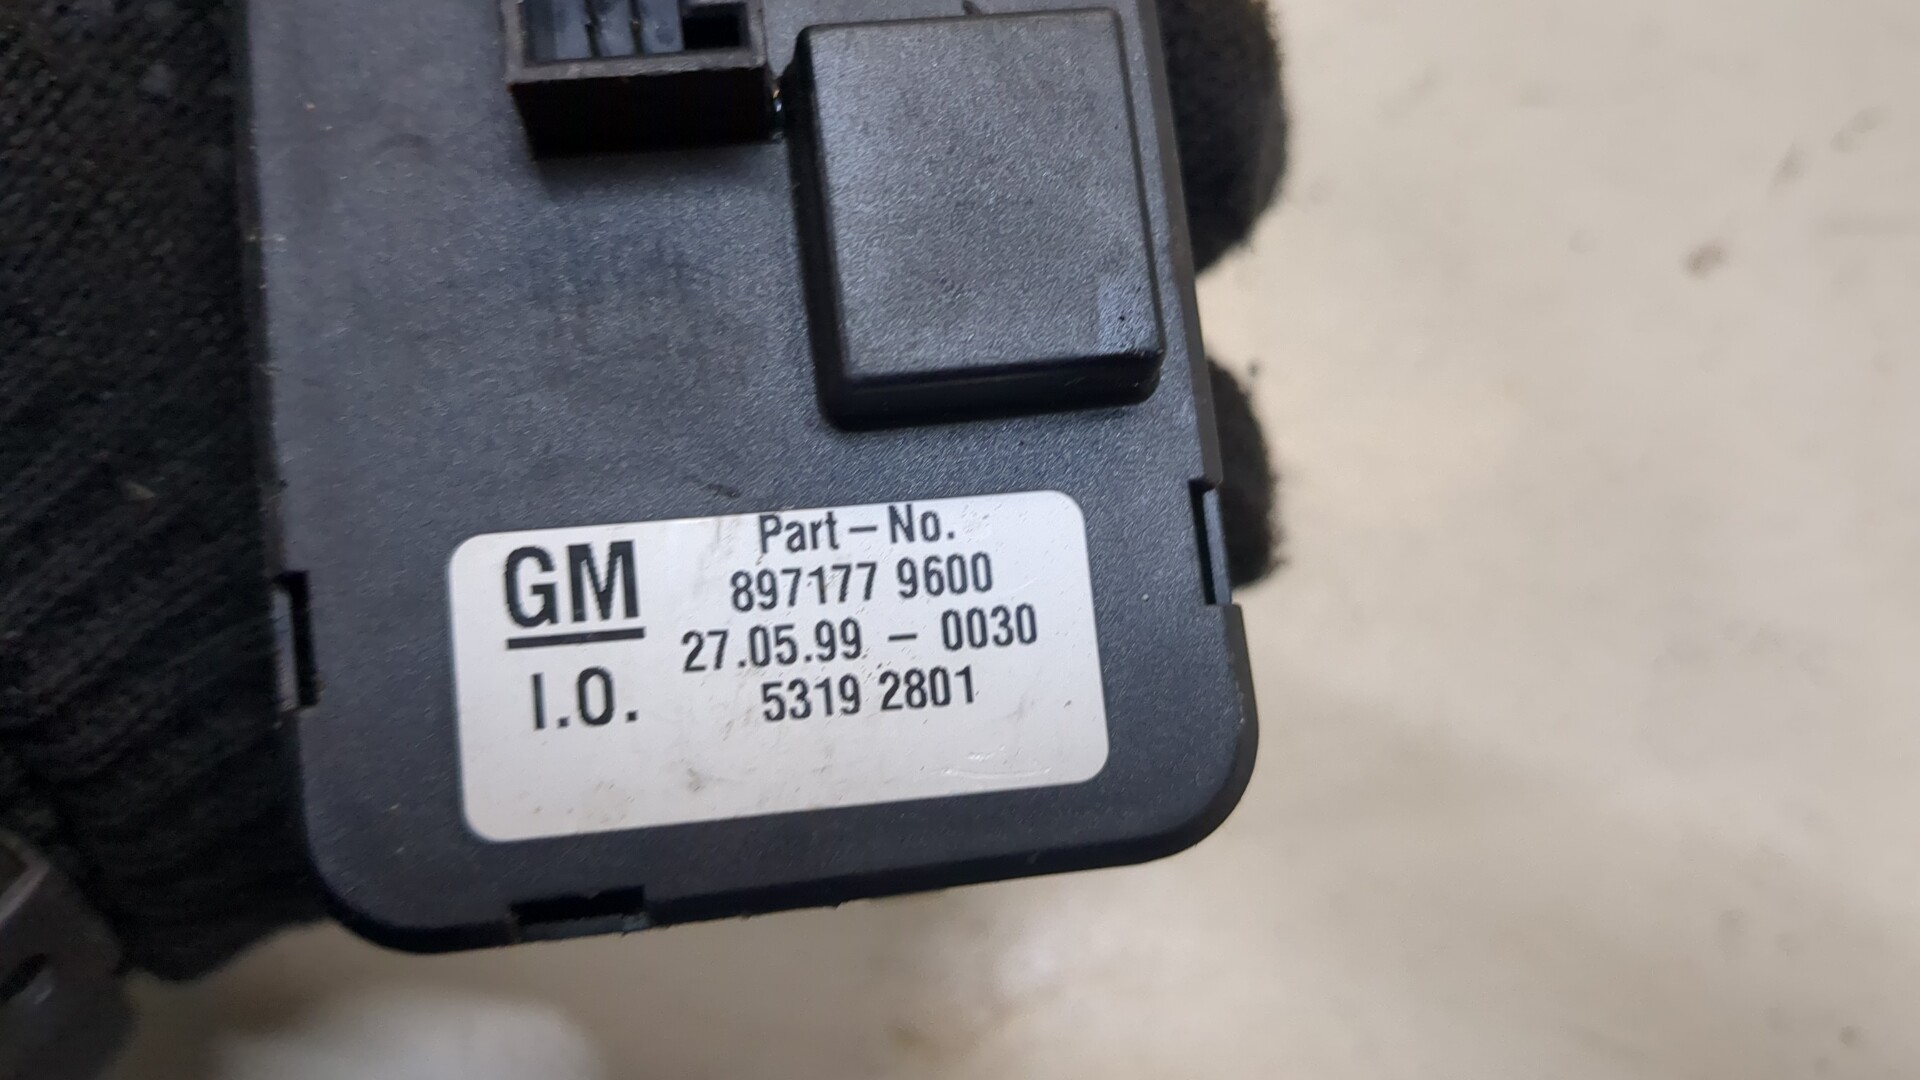 Part – No.
GM 897177 9600
27.05.99 – 0030
I.O. 5319 2801